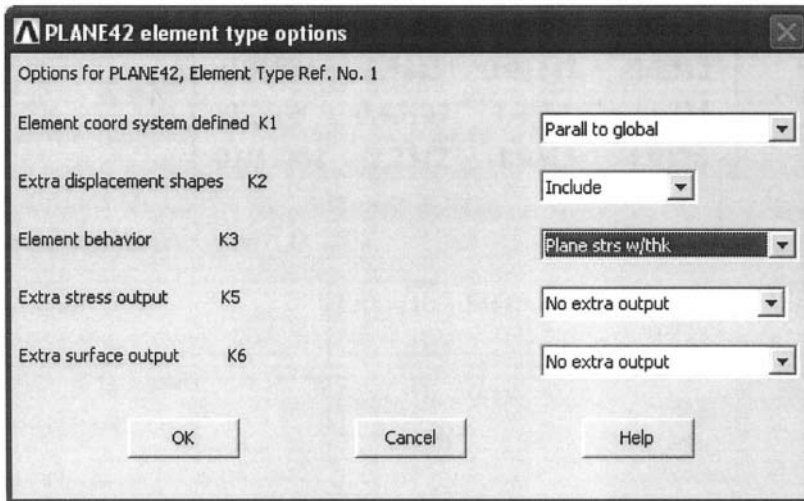 PLANE42 element type options
Options for PLANE42, Element Type Ref. No. 1
Element coord system defined K1 Parall to global
Extra displacement shapes K2 Include
Element behavior K3 Plane strs w/thk
Extra stress output K5 No extra output
Extra surface output K6 No extra output
OK Cancel Help